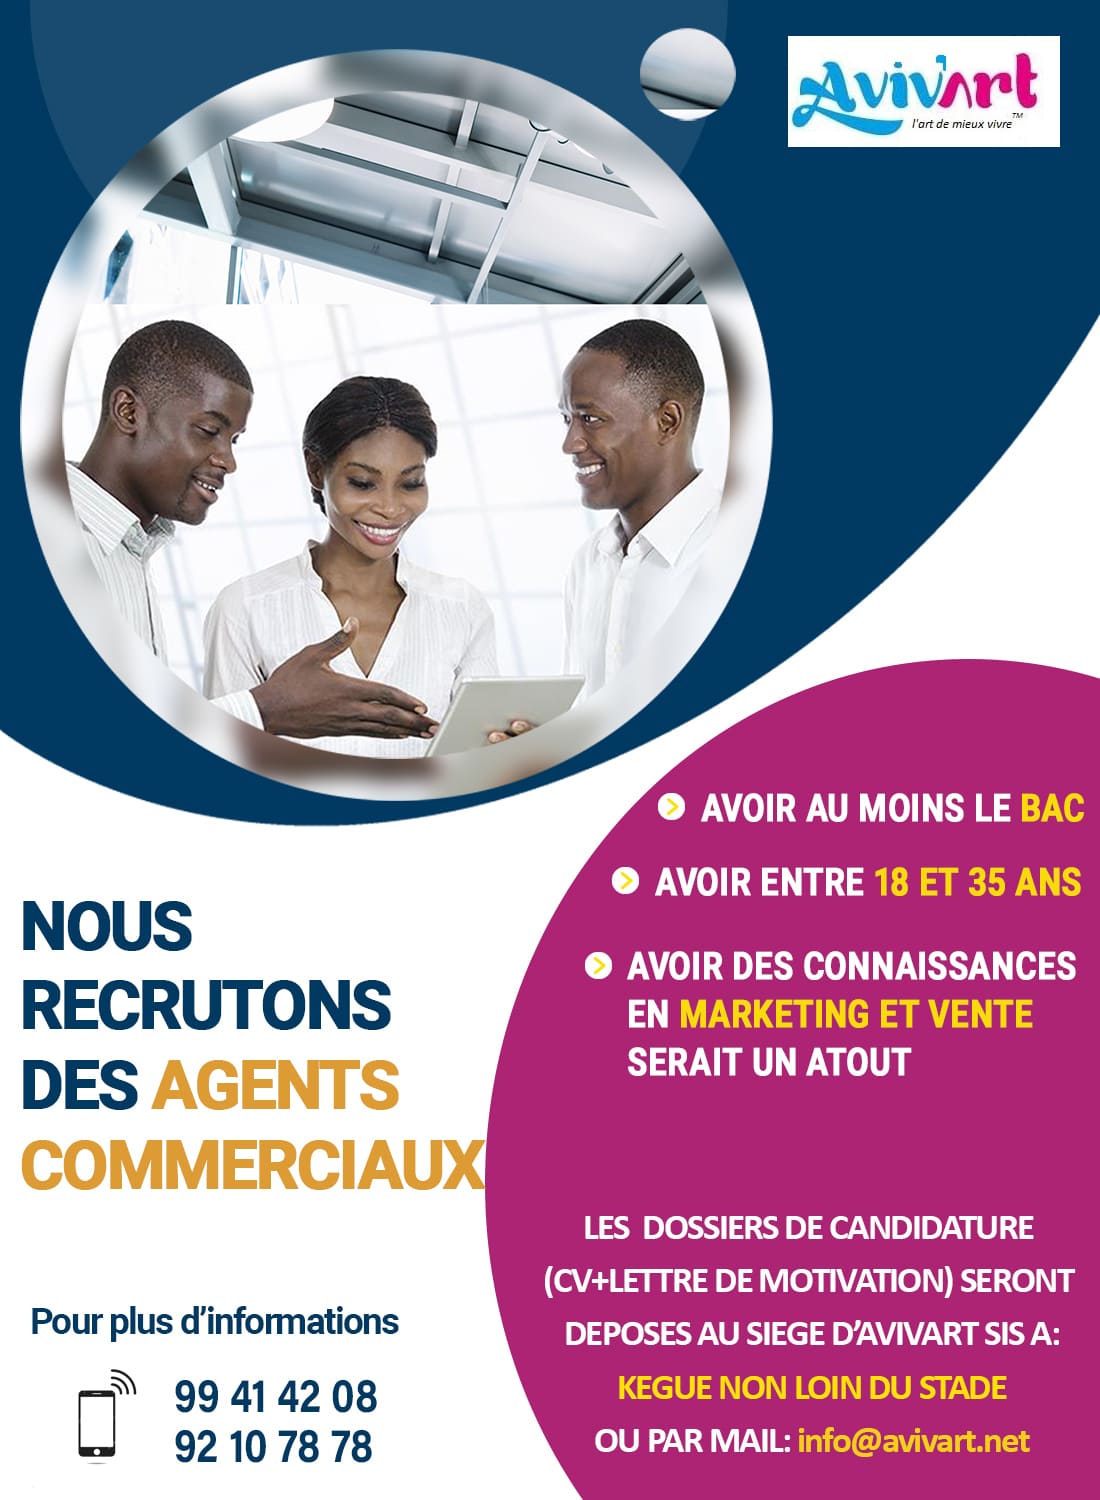 Aviv'Art
l'art de mieux vivre™
AVOIR AU MOINS LE BAC
AVOIR ENTRE 18 ET 35 ANS
AVOIR DES CONNAISSANCES
EN MARKETING ET VENTE
SERAIT UN ATOUT
NOUS
RECRUTONS
DES AGENTS
COMMERCIAUX
LES DOSSIERS DE CANDIDATURE
(CV+LETTRE DE MOTIVATION) SERONT
DEPOSES AU SIEGE D’AVIVART SIS A:
KEGUE NON LOIN DU STADE
OU PAR MAIL: info@avivart.net
Pour plus d’informations
99 41 42 08
92 10 78 78